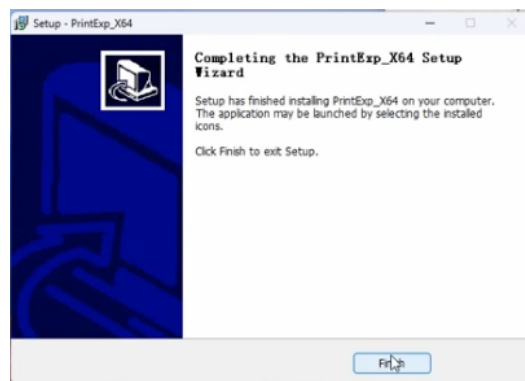 Setup - PrintExp_X64
Completing the PrintExp_X64 Setup
Wizard
Setup has finished installing PrintExp_X64 on your computer.
The application may be launched by selecting the installed
icons.
Click Finish to exit Setup.
Finish